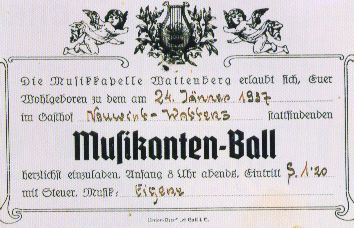 Die Musikkapelle Wattenberg erlaubt sich, Euer
Wohlgeboren zu dem am 24. Jänner 1937
im Gasthof Neuwirt-Wattens stattfindenden
Musikanten-Ball
herzlichst einzuladen. Anfang 8 Uhr abends, Eintritt S. 1·20
mit Steuer. Musik: Eigene